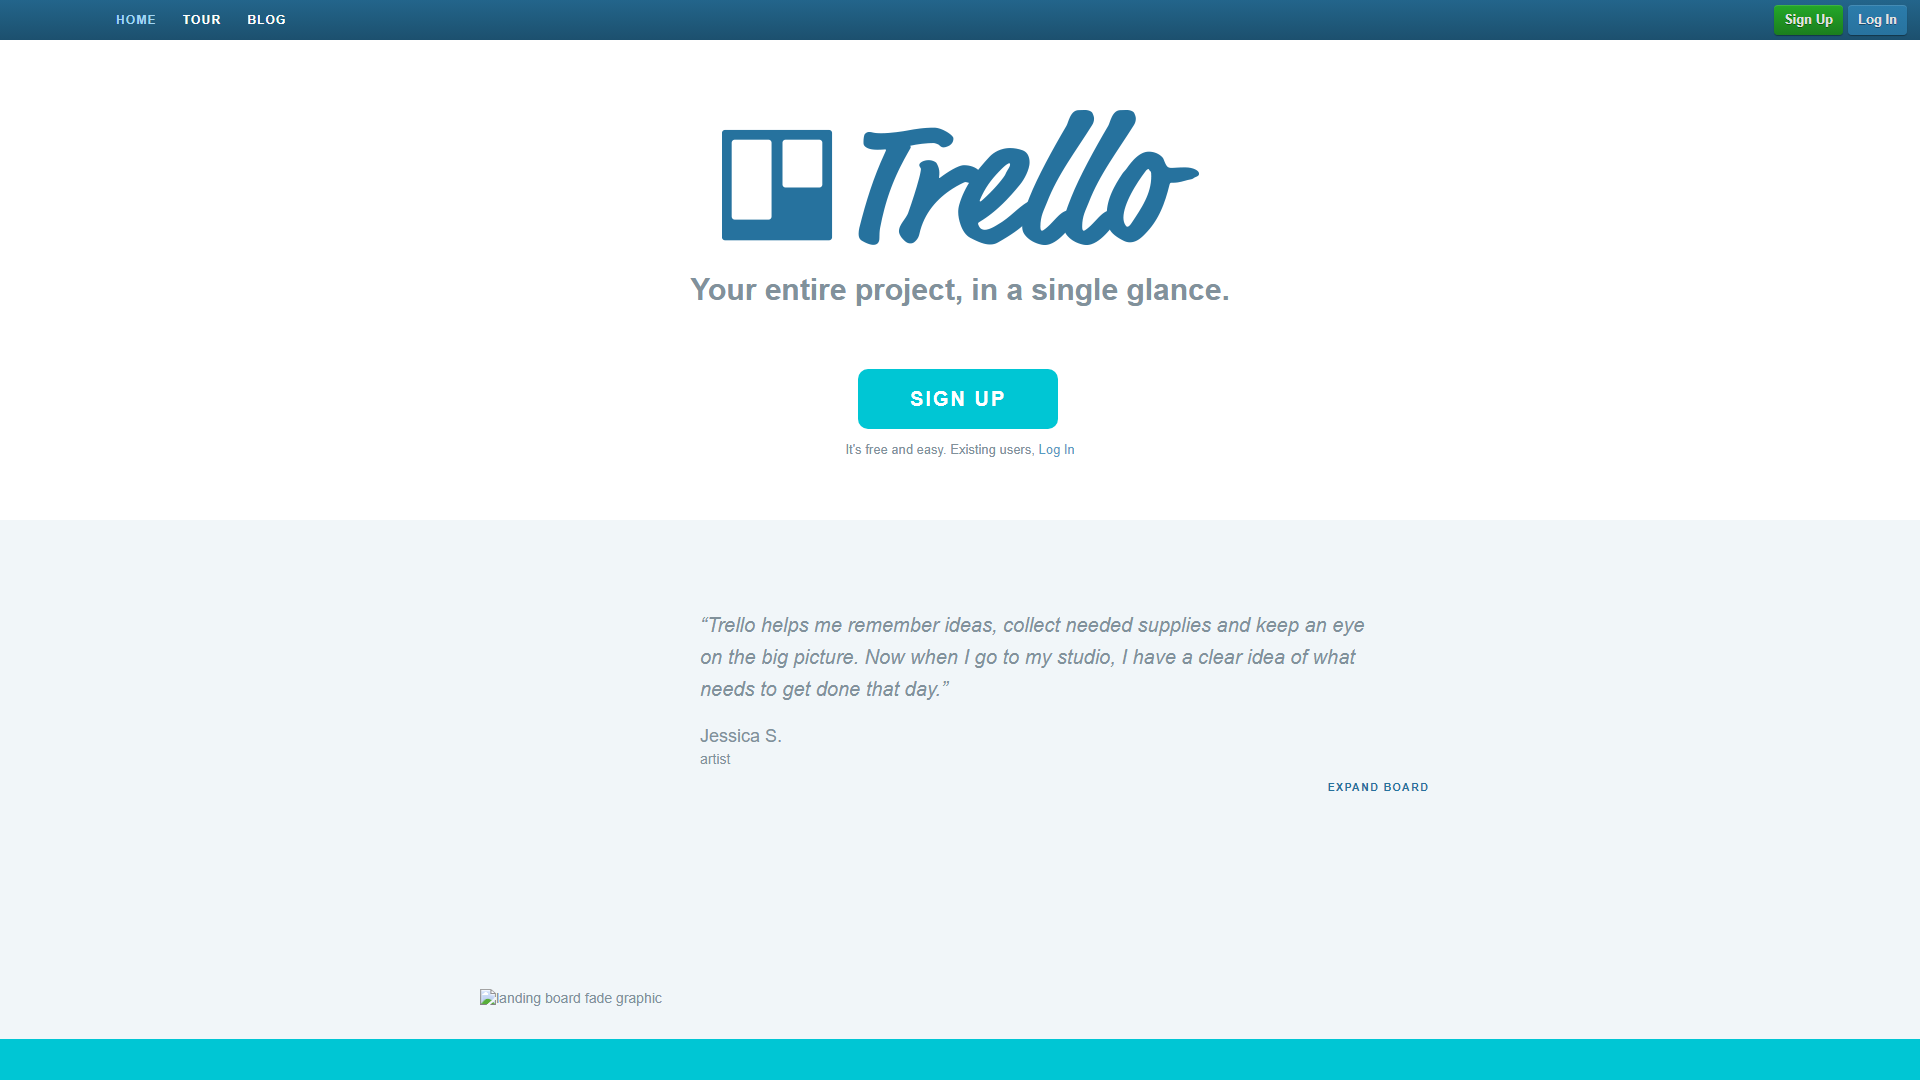 HOME TOUR BLOG Sign Up Log In
Trello
Your entire project, in a single glance.
SIGN UP
It's free and easy. Existing users, Log In
“Trello helps me remember ideas, collect needed supplies and keep an eye
on the big picture. Now when I go to my studio, I have a clear idea of what
needs to get done that day.”
Jessica S.
artist
EXPAND BOARD
landing board fade graphic